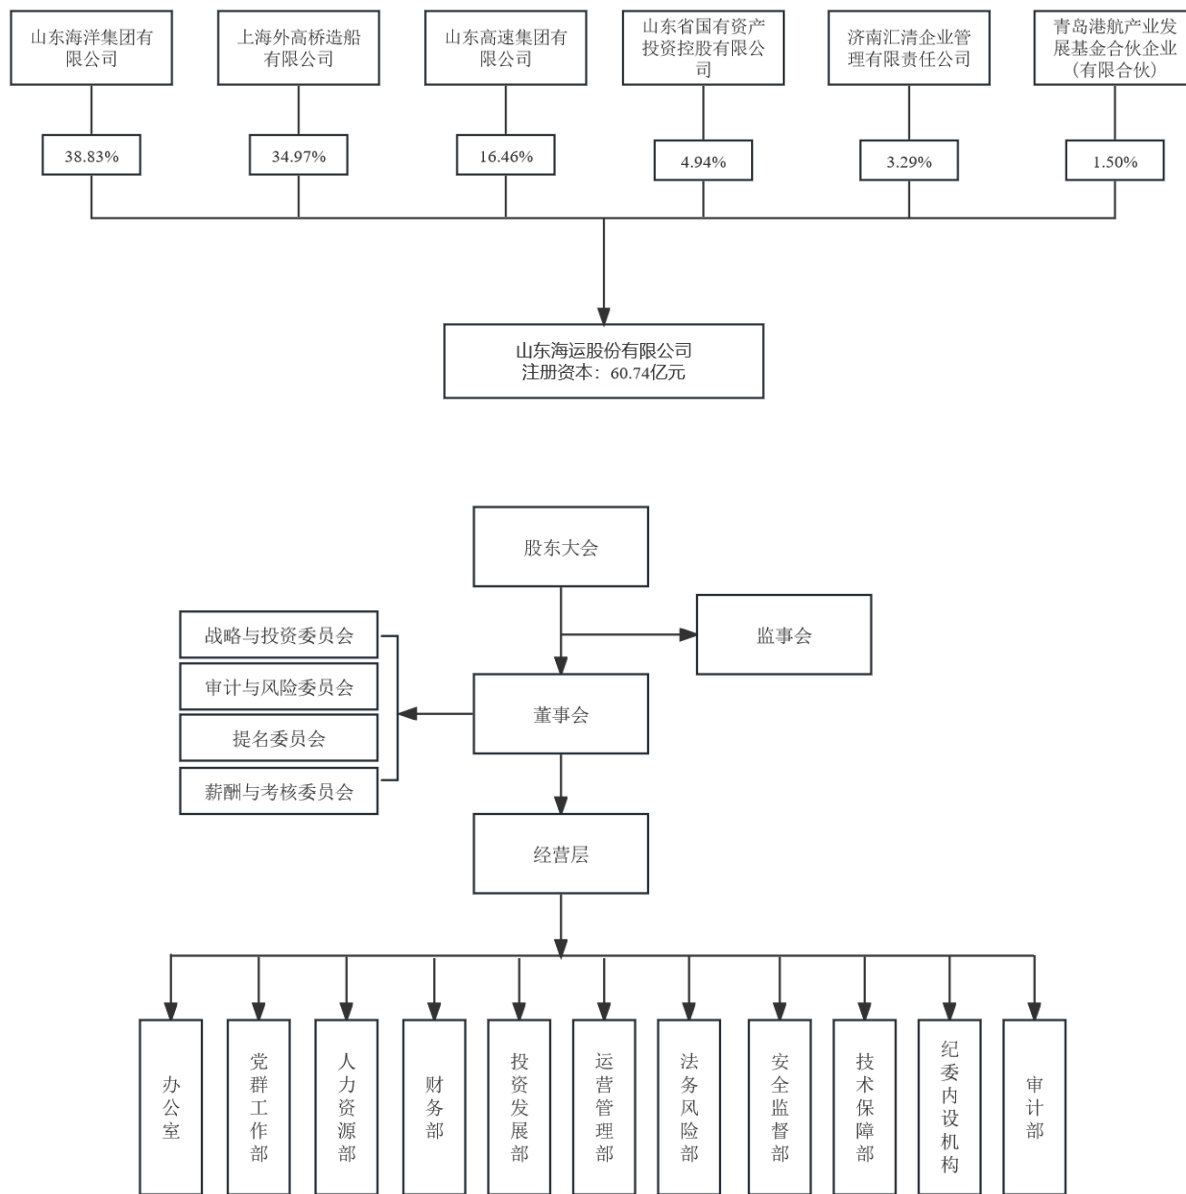 山东海洋集团有
限公司
上海外高桥造船
有限公司
山东高速集团有
限公司
山东省国有资产
投资控股有限公
司
济南汇清企业管
理有限责任公司
青岛港航产业发
展基金合伙企业
（有限合伙）
38.83%
34.97%
16.46%
4.94%
3.29%
1.50%
山东海运股份有限公司
注册资本：60.74亿元
股东大会
监事会
战略与投资委员会
审计与风险委员会
提名委员会
薪酬与考核委员会
董事会
经营层
办公室
党群工作部
人力资源部
财务部
投资发展部
运营管理部
法务风险部
安全监督部
技术保障部
纪委内设机构
审计部